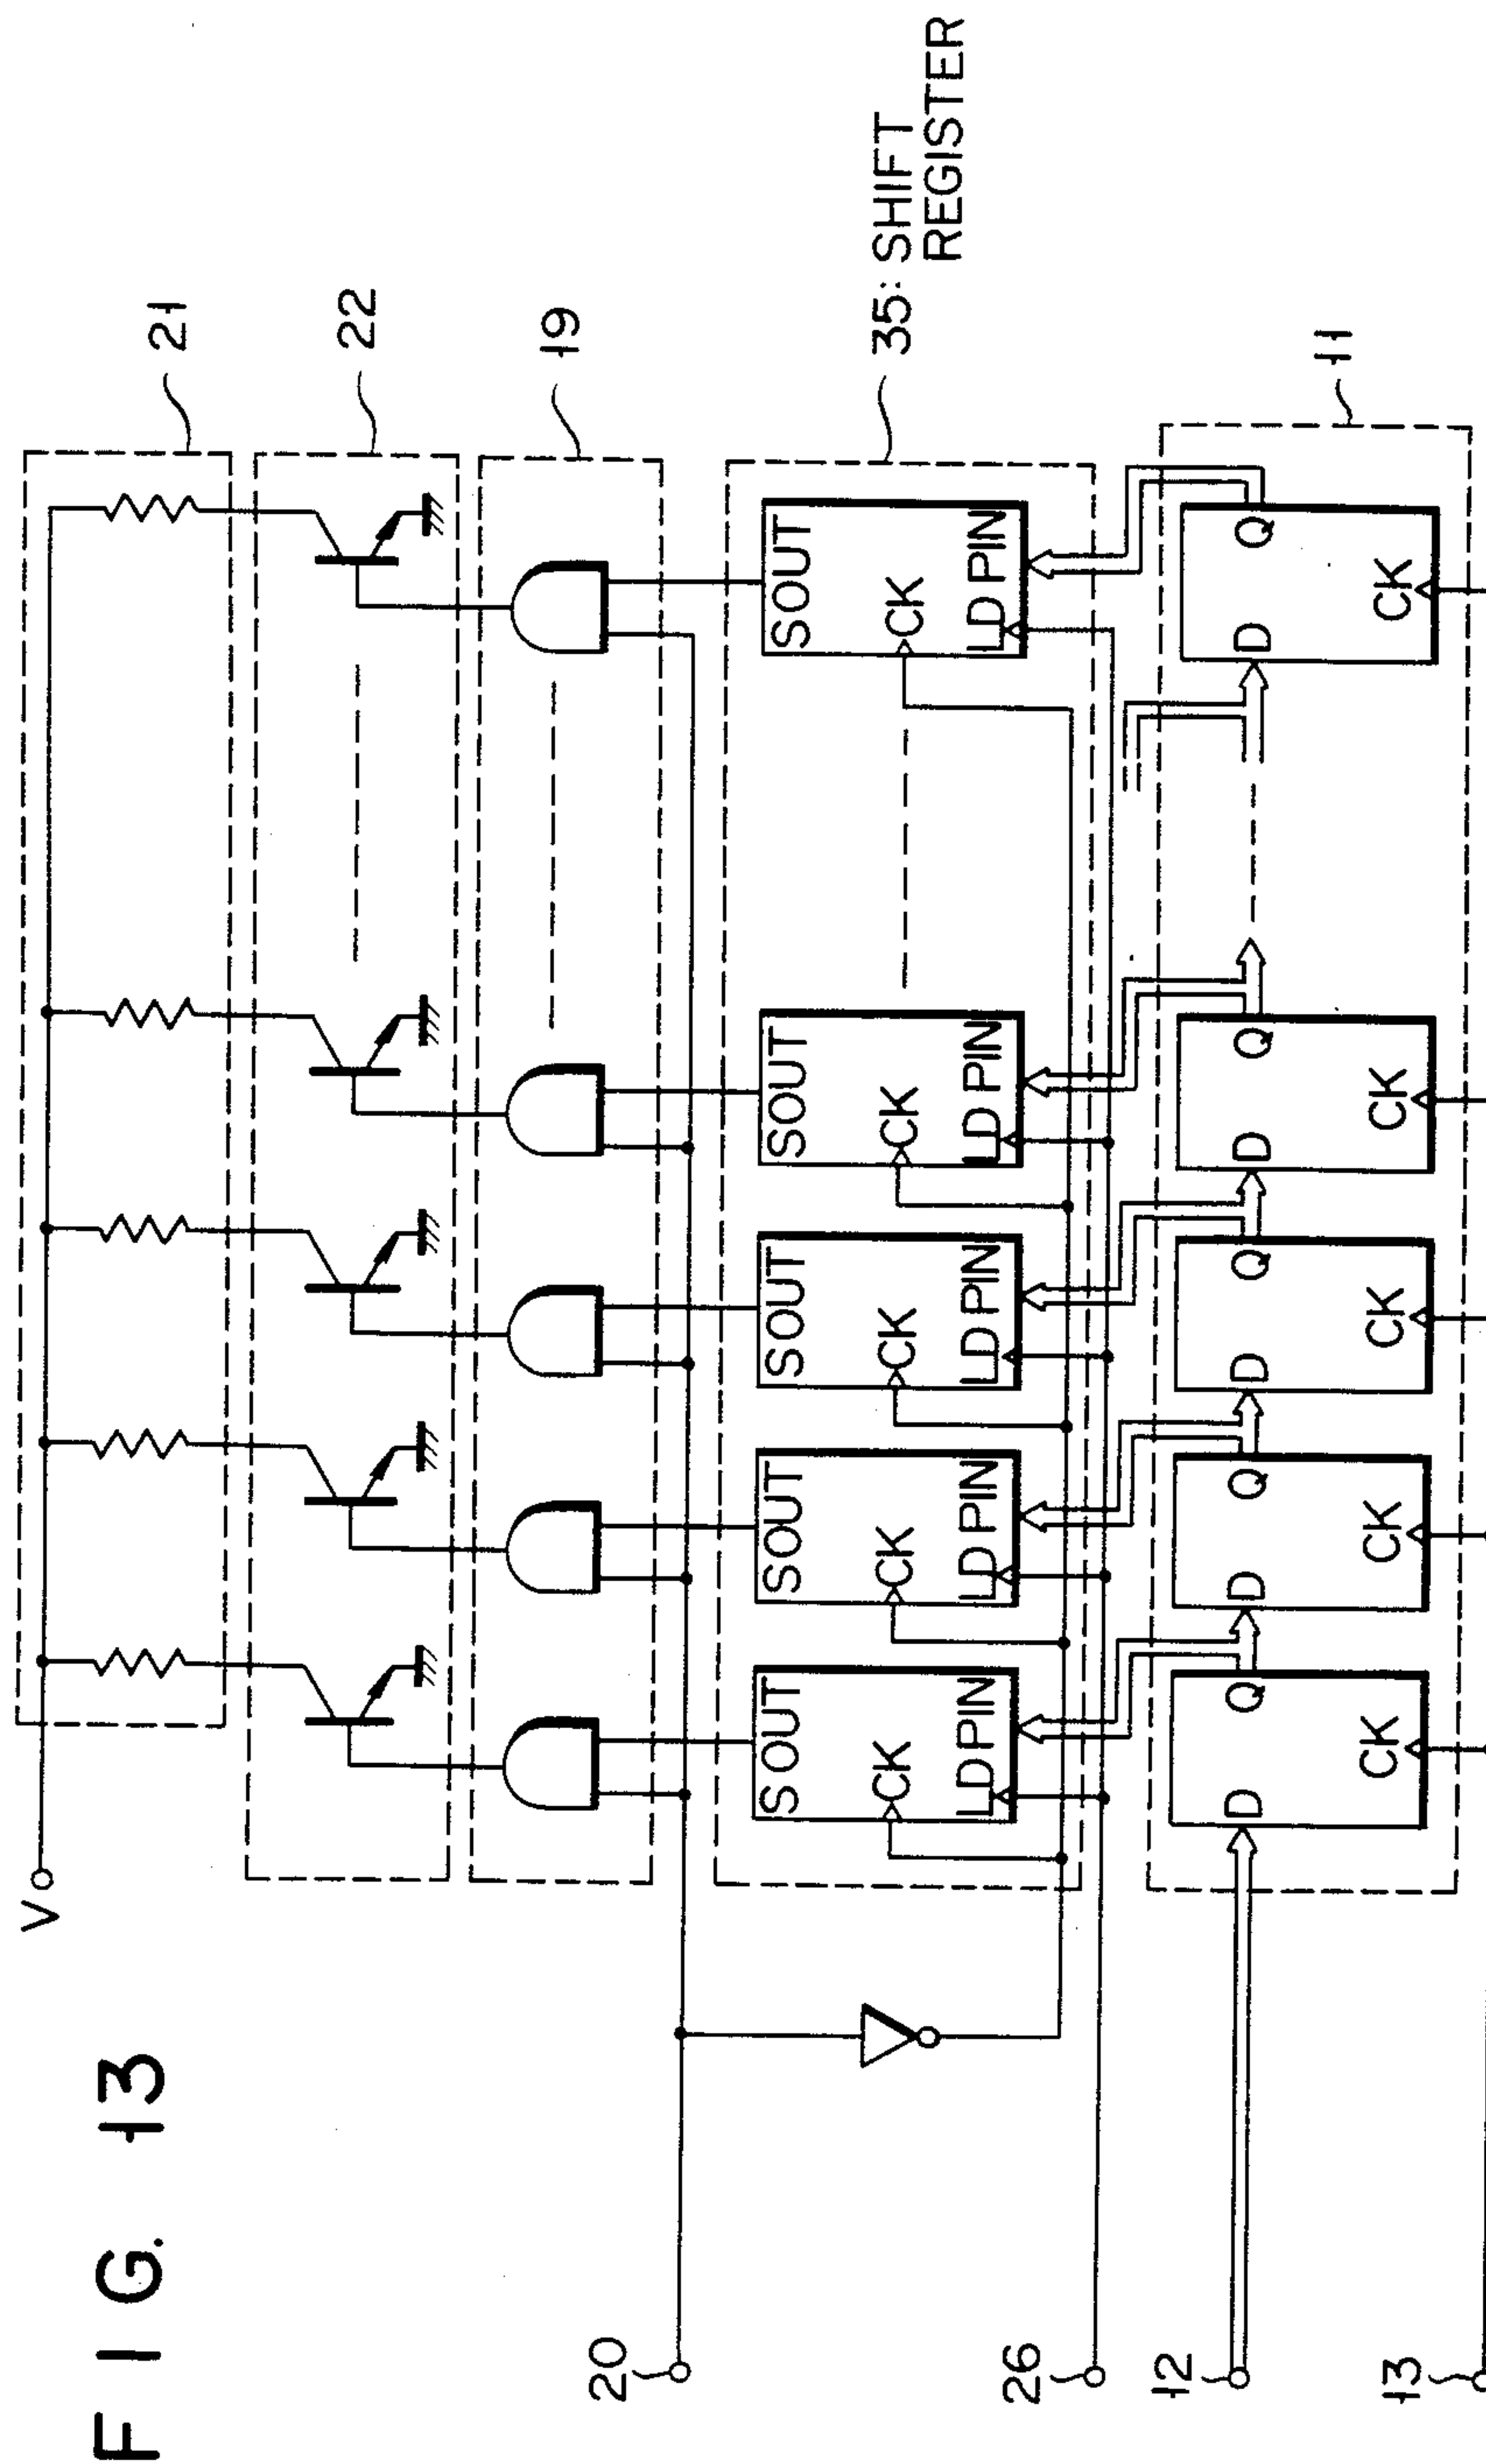 FIG. 13
V
21
22
19
35: SHIFT
REGISTER
11
20
26
12
13
SOUT
CK
LD PIN
SOUT
CK
LD PIN
SOUT
CK
LD PIN
SOUT
CK
LD PIN
SOUT
CK
LD PIN
D
Q
CK
D
Q
CK
D
Q
CK
D
Q
CK
D
Q
CK